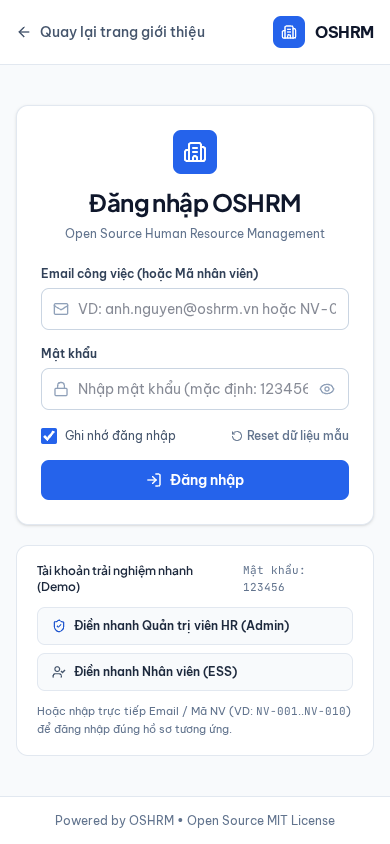 Quay lại trang giới thiệu
OSHRM
Đăng nhập OSHRM
Open Source Human Resource Management
Email công việc (hoặc Mã nhân viên)
VD: anh.nguyen@oshrm.vn hoặc NV-0
Mật khẩu
Nhập mật khẩu (mặc định: 123456
Ghi nhớ đăng nhập
Reset dữ liệu mẫu
Đăng nhập
Tài khoản trải nghiệm nhanh
(Demo)
Mật khẩu:
123456
Điền nhanh Quản trị viên HR (Admin)
Điền nhanh Nhân viên (ESS)
Hoặc nhập trực tiếp Email / Mã NV (VD: NV-001..NV-010)
để đăng nhập đúng hồ sơ tương ứng.
Powered by OSHRM • Open Source MIT License